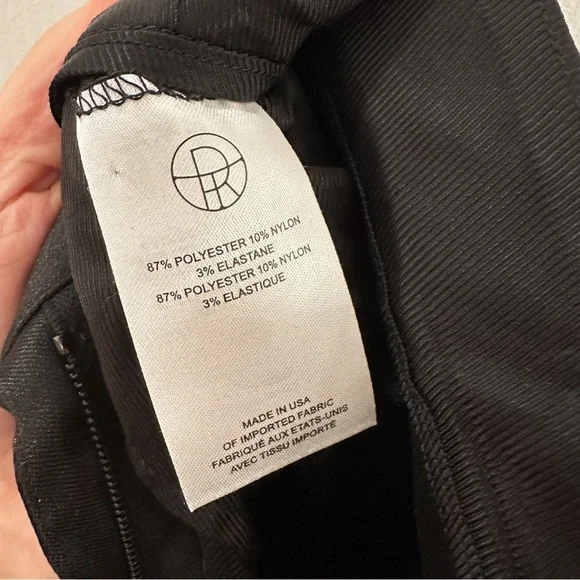 87% POLYESTER 10% NYLON
3% ELASTANE
87% POLYESTER 10% NYLON
3% ELASTIQUE
MADE IN USA
OF IMPORTED FABRIC
FABRIQUÉ AUX ETATS-UNIS
AVEC TISSU IMPORTÉ